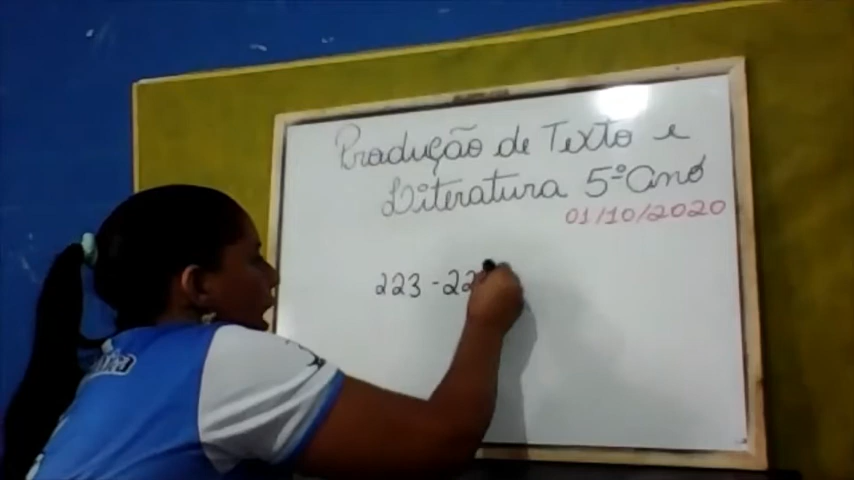 Produção de Texto e
Literatura 5º Ano
01/10/2020
223 - 22